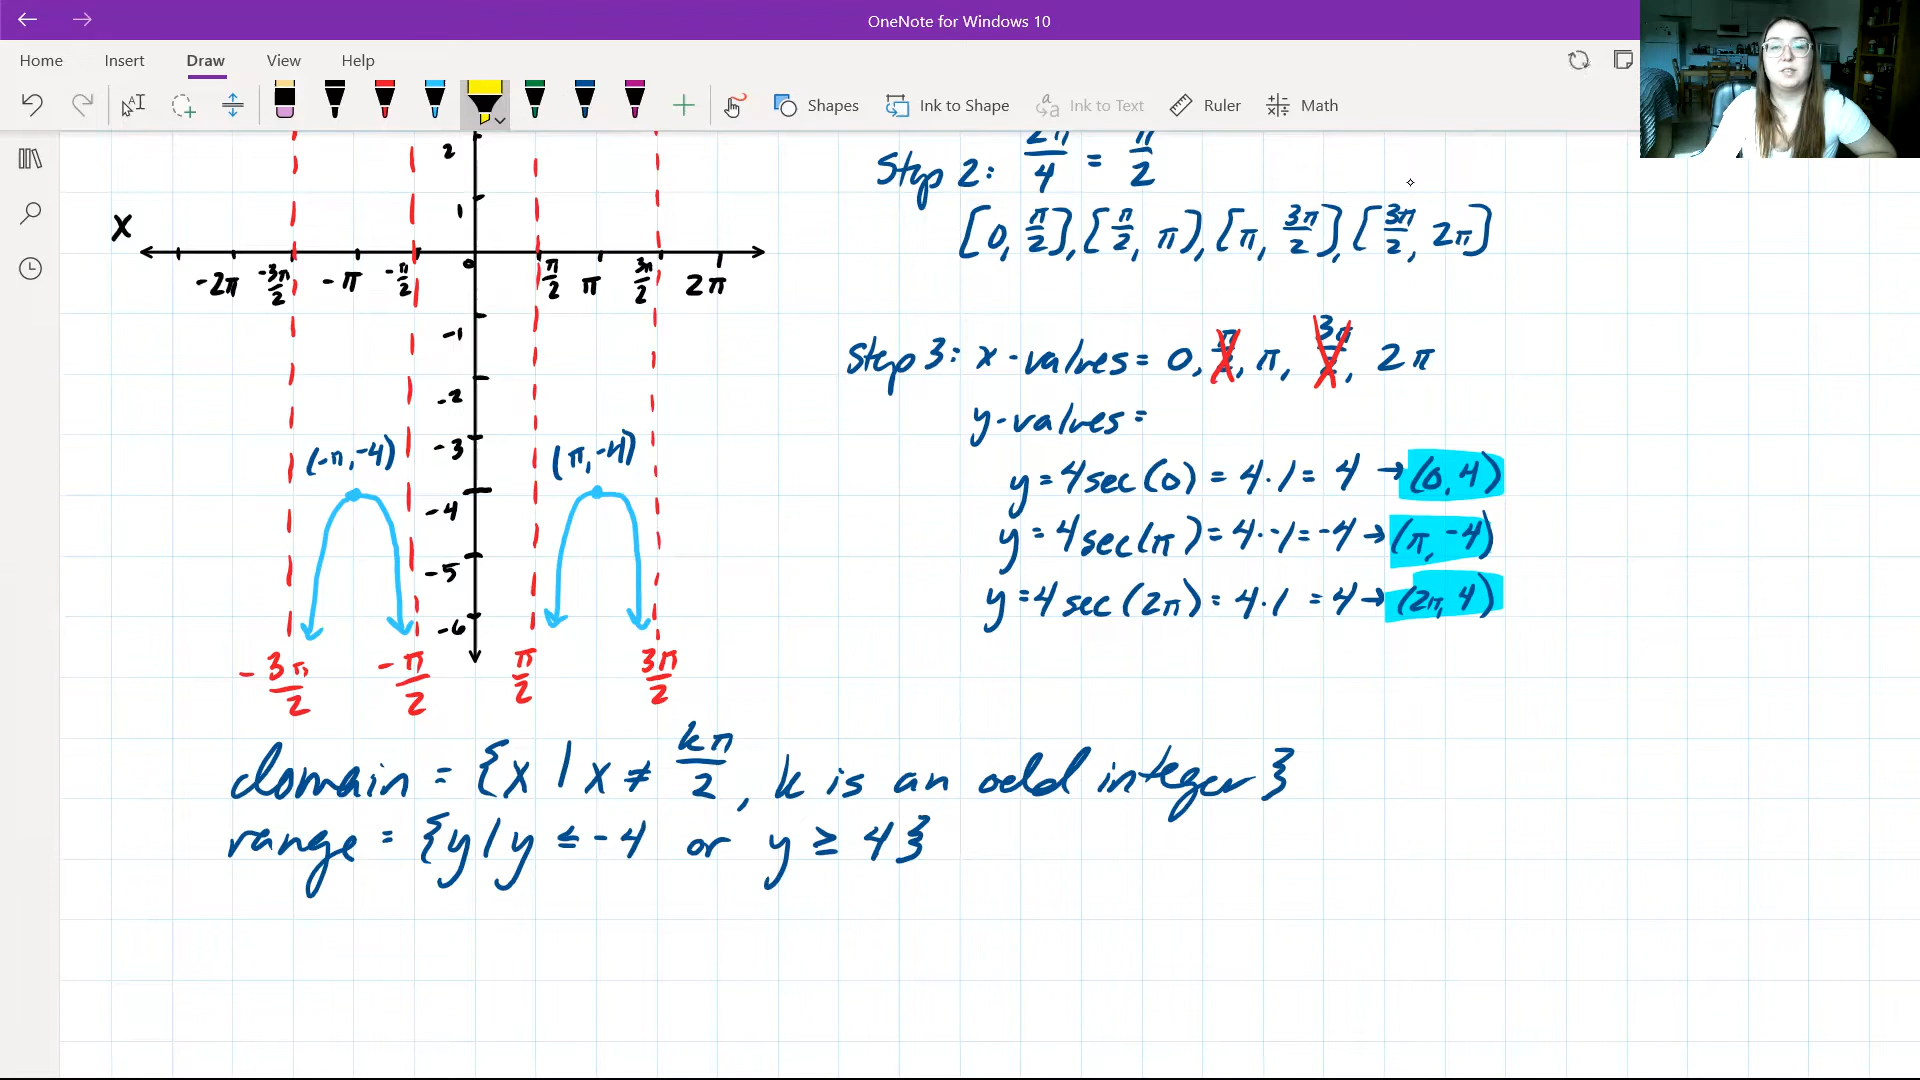 OneNote for Windows 10
Home Insert Draw View Help
Shapes Ink to Shape Ink to Text Ruler Math
2
1
X
-2π -3π/2 -π -π/2 0 π/2 π 3π/2 2π
-1
-2
-3
(-π, -4) (π, -4)
-4
-5
-6
-3π/2 -π/2 π/2 3π/2
Step 2: 2π/4 = π/2
[0, π/2], [π/2, π), [π, 3π/2], [3π/2, 2π]
Step 3: x-values = 0, π/2, π, 3π/2, 2π
y-values =
y = 4 sec(0) = 4·1 = 4 → (0, 4)
y = 4 sec(π) = 4·-1 = -4 → (π, -4)
y = 4 sec(2π) = 4·1 = 4 → (2π, 4)
domain = {x | x ≠ kπ/2, k is an odd integer}
range = {y | y ≤ -4 or y ≥ 4}